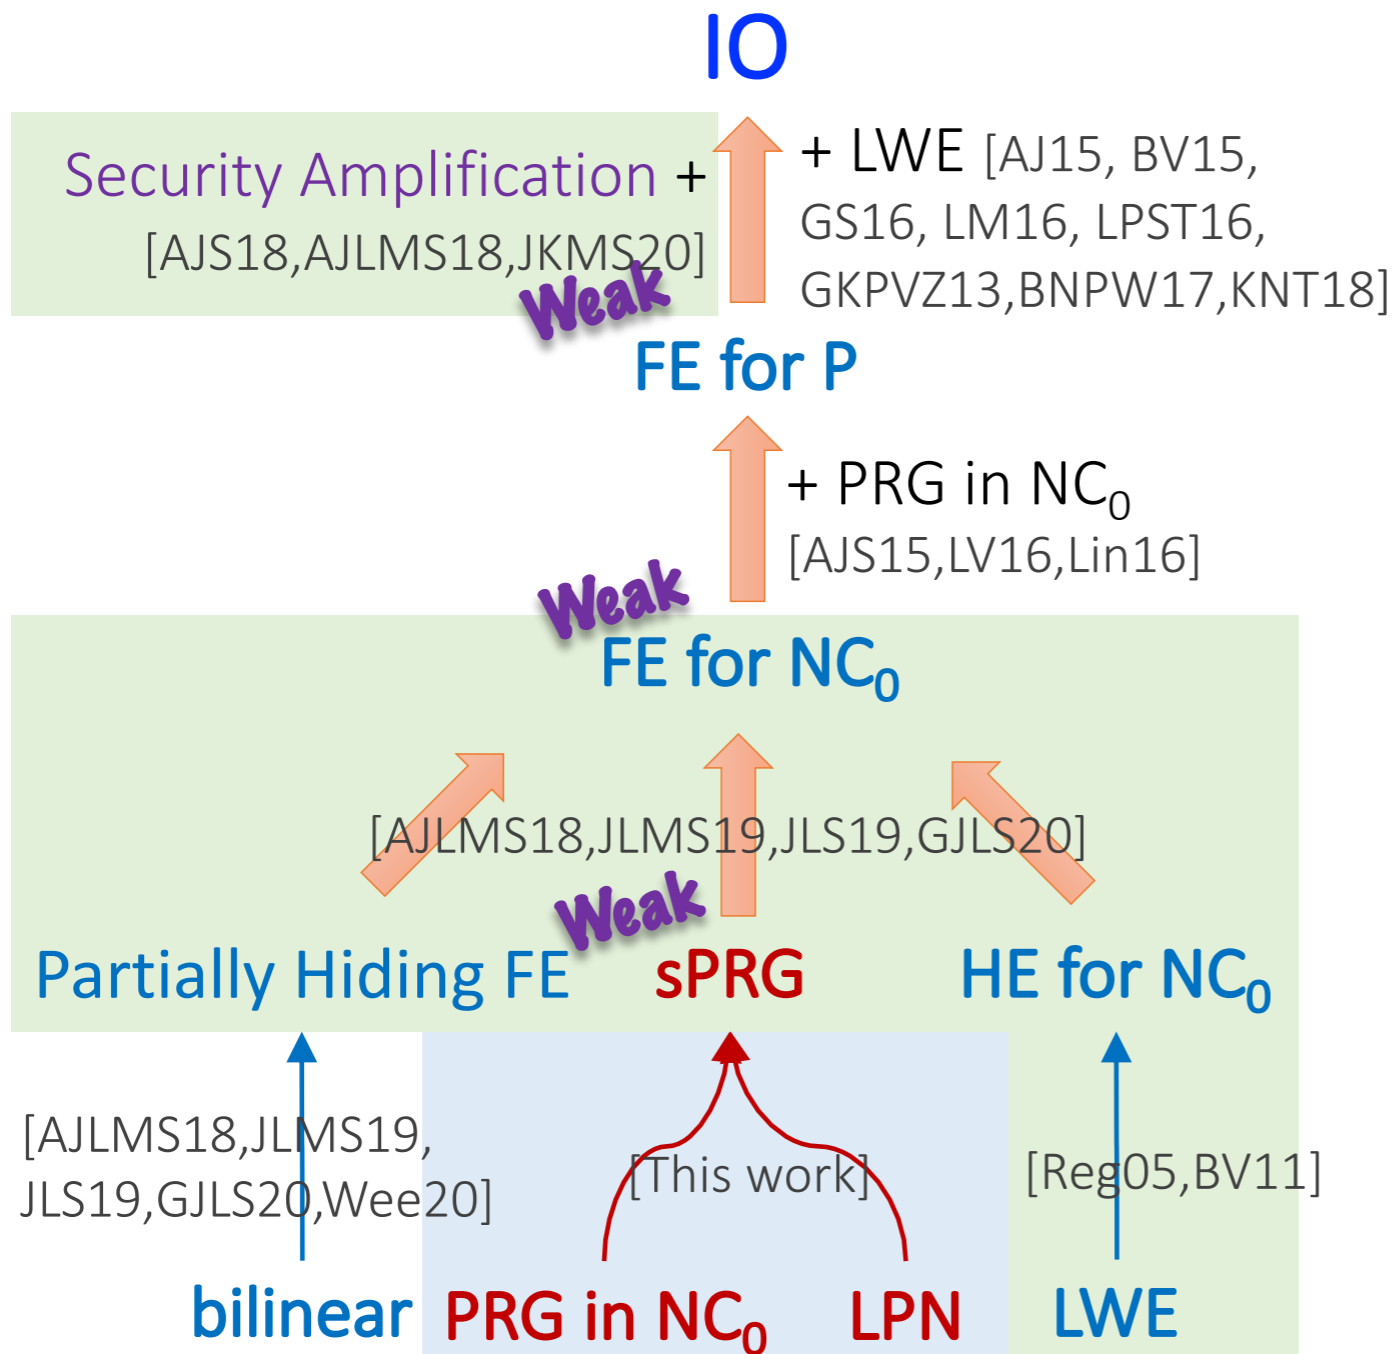 IO
Security Amplification +
[AJS18,AJLMS18,JKMS20]
+ LWE [AJ15, BV15,
GS16, LM16, LPST16,
GKPVZ13,BNPW17,KNT18]
Weak
FE for P
+ PRG in NC₀
[AJS15,LV16,Lin16]
Weak
FE for NC₀
[AJLMS18,JLMS19,JLS19,GJLS20]
Weak
Partially Hiding FE
sPRG
HE for NC₀
[AJLMS18,JLMS19,
JLS19,GJLS20,Wee20]
[This work]
[Reg05,BV11]
bilinear
PRG in NC₀
LPN
LWE